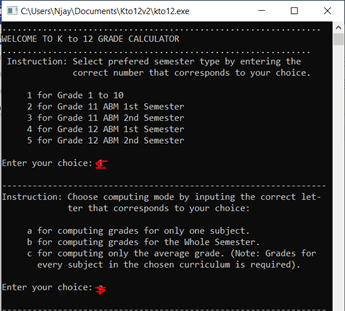 C:\Users\Njay\Documents\Kto12v2\kto12.exe
WELCOME TO K to 12 GRADE CALCULATOR
Instruction: Select prefered semester type by entering the
correct number that corresponds to your choice.
1 for Grade 1 to 10
2 for Grade 11 ABM 1st Semester
3 for Grade 11 ABM 2nd Semester
4 for Grade 12 ABM 1st Semester
5 for Grade 12 ABM 2nd Semester
Enter your choice:
Instruction: Choose computing mode by inputing the correct let-
ter that corresponds to your choice:
a for computing grades for only one subject.
b for computing grades for the Whole Semester.
c for computing only the average grade. (Note: Grades for
every subject in the chosen curriculum is required).
Enter your choice: